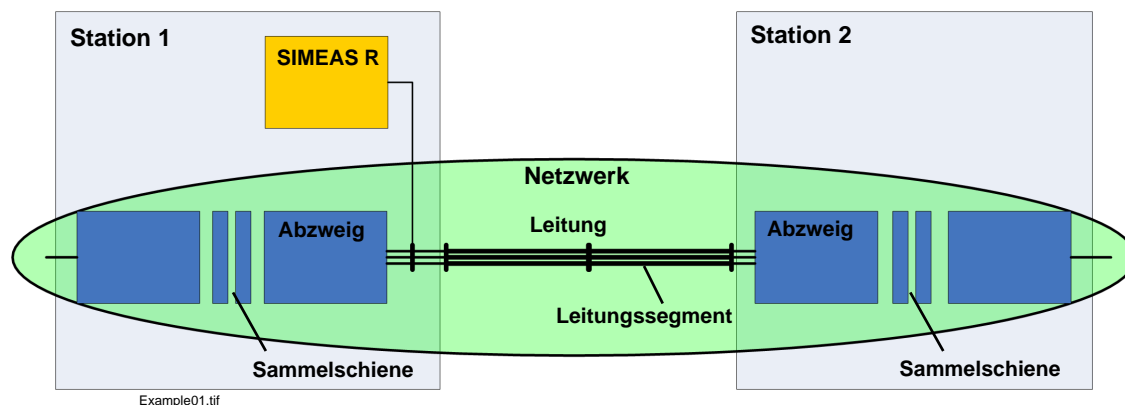 Station 1
Station 2
SIMEAS R
Netzwerk
Abzweig
Leitung
Abzweig
Leitungssegment
Sammelschiene
Sammelschiene
Example01.tif